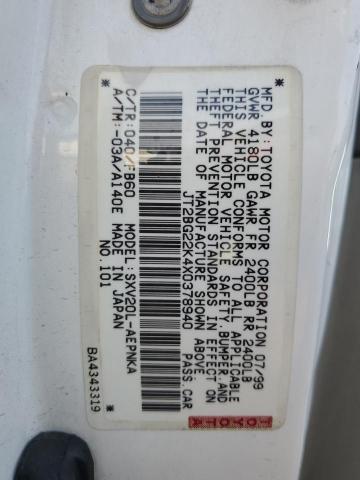 MFD. BY: TOYOTA MOTOR CORPORATION 07/99
GVWR 4180LB GAWR FR 2400LB RR 2400LB
THIS VEHICLE CONFORMS TO ALL APPLICABLE
FEDERAL MOTOR VEHICLE SAFETY, BUMPER, AND
THEFT PREVENTION STANDARDS IN EFFECT ON
THE DATE OF MANUFACTURE SHOWN ABOVE.
JT2BG22K4X0378940 PASS.CAR
TOYOTA
C/TR:040/FB60 MODEL:SXV20L-AEPNKA
A/TM:-03A/A140E MADE IN JAPAN
NO.101
BA4343319